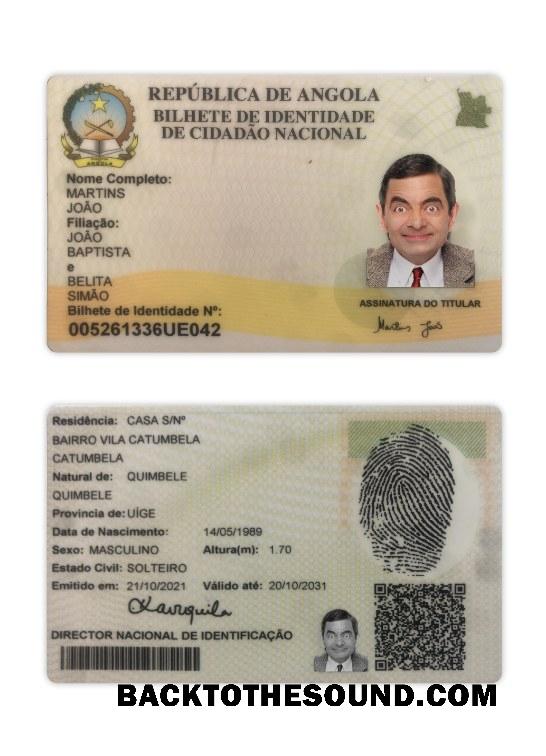 REPÚBLICA DE ANGOLA
BILHETE DE IDENTIDADE
DE CIDADÃO NACIONAL
ANGOLA
Nome Completo:
MARTINS
JOÃO
Filiação:
JOÃO
BAPTISTA
e
BELITA
SIMÃO
Bilhete de Identidade Nº:
005261336UE042
ASSINATURA DO TITULAR
Martins João
Residência: CASA S/Nº
BAIRRO VILA CATUMBELA
CATUMBELA
Natural de: QUIMBELE
QUIMBELE
Provincia de: UÍGE
Data de Nascimento: 14/05/1989
Sexo: MASCULINO Altura(m): 1.70
Estado Civil: SOLTEIRO
Emitido em: 21/10/2021 Válido até: 20/10/2031
DIRECTOR NACIONAL DE IDENTIFICAÇÃO
BACKTOTHESOUND.COM